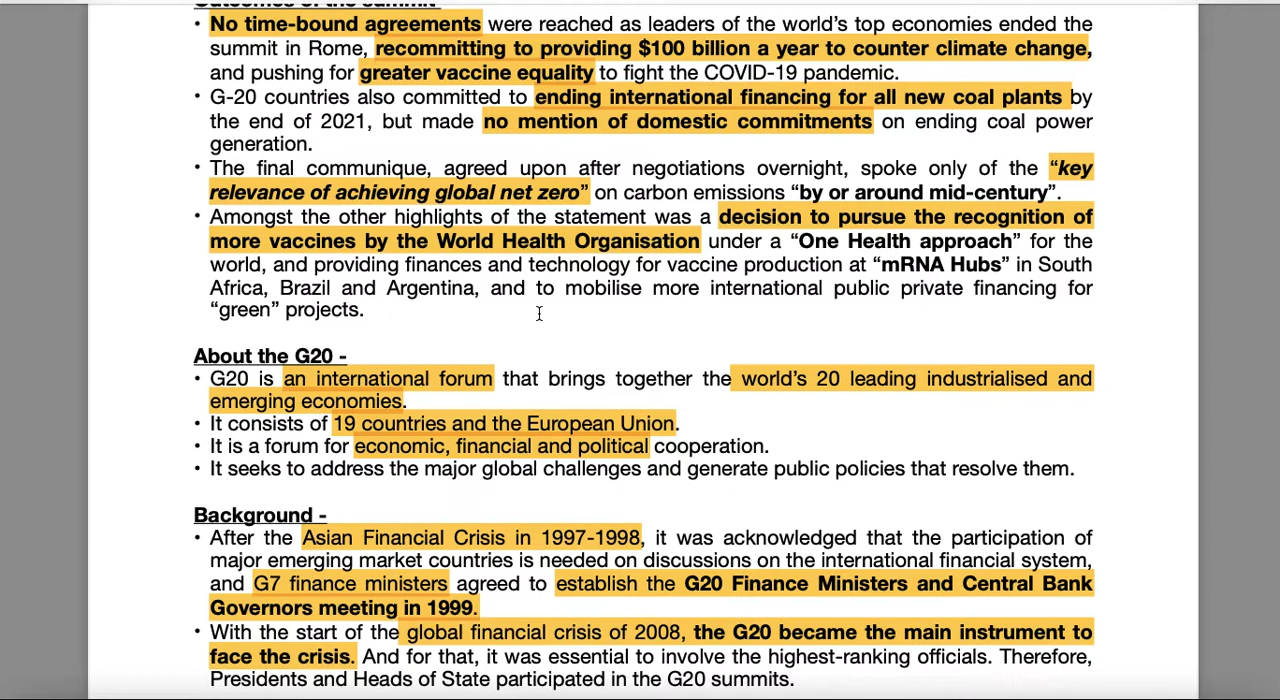 Outcomes of the summit -
• No time-bound agreements were reached as leaders of the world's top economies ended the
summit in Rome, recommitting to providing $100 billion a year to counter climate change,
and pushing for greater vaccine equality to fight the COVID-19 pandemic.
• G-20 countries also committed to ending international financing for all new coal plants by
the end of 2021, but made no mention of domestic commitments on ending coal power
generation.
• The final communique, agreed upon after negotiations overnight, spoke only of the “key
relevance of achieving global net zero” on carbon emissions “by or around mid-century”.
• Amongst the other highlights of the statement was a decision to pursue the recognition of
more vaccines by the World Health Organisation under a “One Health approach” for the
world, and providing finances and technology for vaccine production at “mRNA Hubs” in South
Africa, Brazil and Argentina, and to mobilise more international public private financing for
“green” projects.
About the G20 -
• G20 is an international forum that brings together the world's 20 leading industrialised and
emerging economies.
• It consists of 19 countries and the European Union.
• It is a forum for economic, financial and political cooperation.
• It seeks to address the major global challenges and generate public policies that resolve them.
Background -
• After the Asian Financial Crisis in 1997-1998, it was acknowledged that the participation of
major emerging market countries is needed on discussions on the international financial system,
and G7 finance ministers agreed to establish the G20 Finance Ministers and Central Bank
Governors meeting in 1999.
• With the start of the global financial crisis of 2008, the G20 became the main instrument to
face the crisis. And for that, it was essential to involve the highest-ranking officials. Therefore,
Presidents and Heads of State participated in the G20 summits.